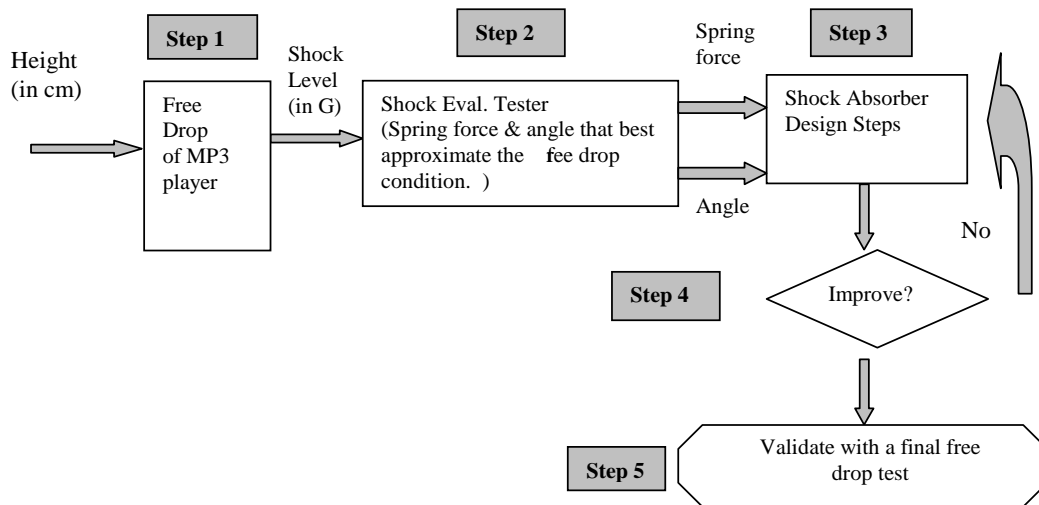 Step 1
Step 2
Step 3
Height
(in cm)
Shock
Level
(in G)
Spring
force
Free
Drop
of MP3
player
Shock Eval. Tester
(Spring force & angle that best
approximate the fee drop
condition. )
Shock Absorber
Design Steps
Angle
No
Step 4
Improve?
Step 5
Validate with a final free
drop test